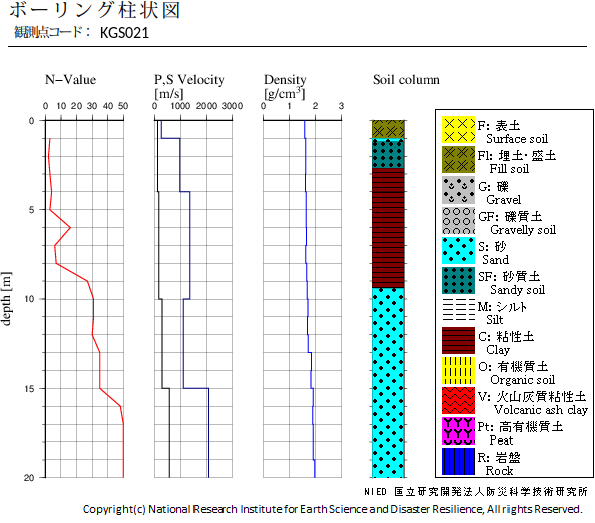 ボーリング柱状図
観測点コード： KGS021
N−Value
P,S Velocity
[m/s]
Density
[g/cm³]
Soil column
0 10 20 30 40 50
0 1000 2000 3000
0 1 2 3
0
5
10
15
20
depth [m]
F: 表土
Surface soil
Fl: 埋土・盛土
Fill soil
G: 礫
Gravel
GF: 礫質土
Gravelly soil
S: 砂
Sand
SF: 砂質土
Sandy soil
M: シルト
Silt
C: 粘性土
Clay
O: 有機質土
Organic soil
V: 火山灰質粘性土
Volcanic ash clay
Pt: 高有機質土
Peat
R: 岩盤
Rock
NIED 国立研究開発法人防災科学技術研究所
Copyright(c) National Research Institute for Earth Science and Disaster Resilience, All rights Reserved.